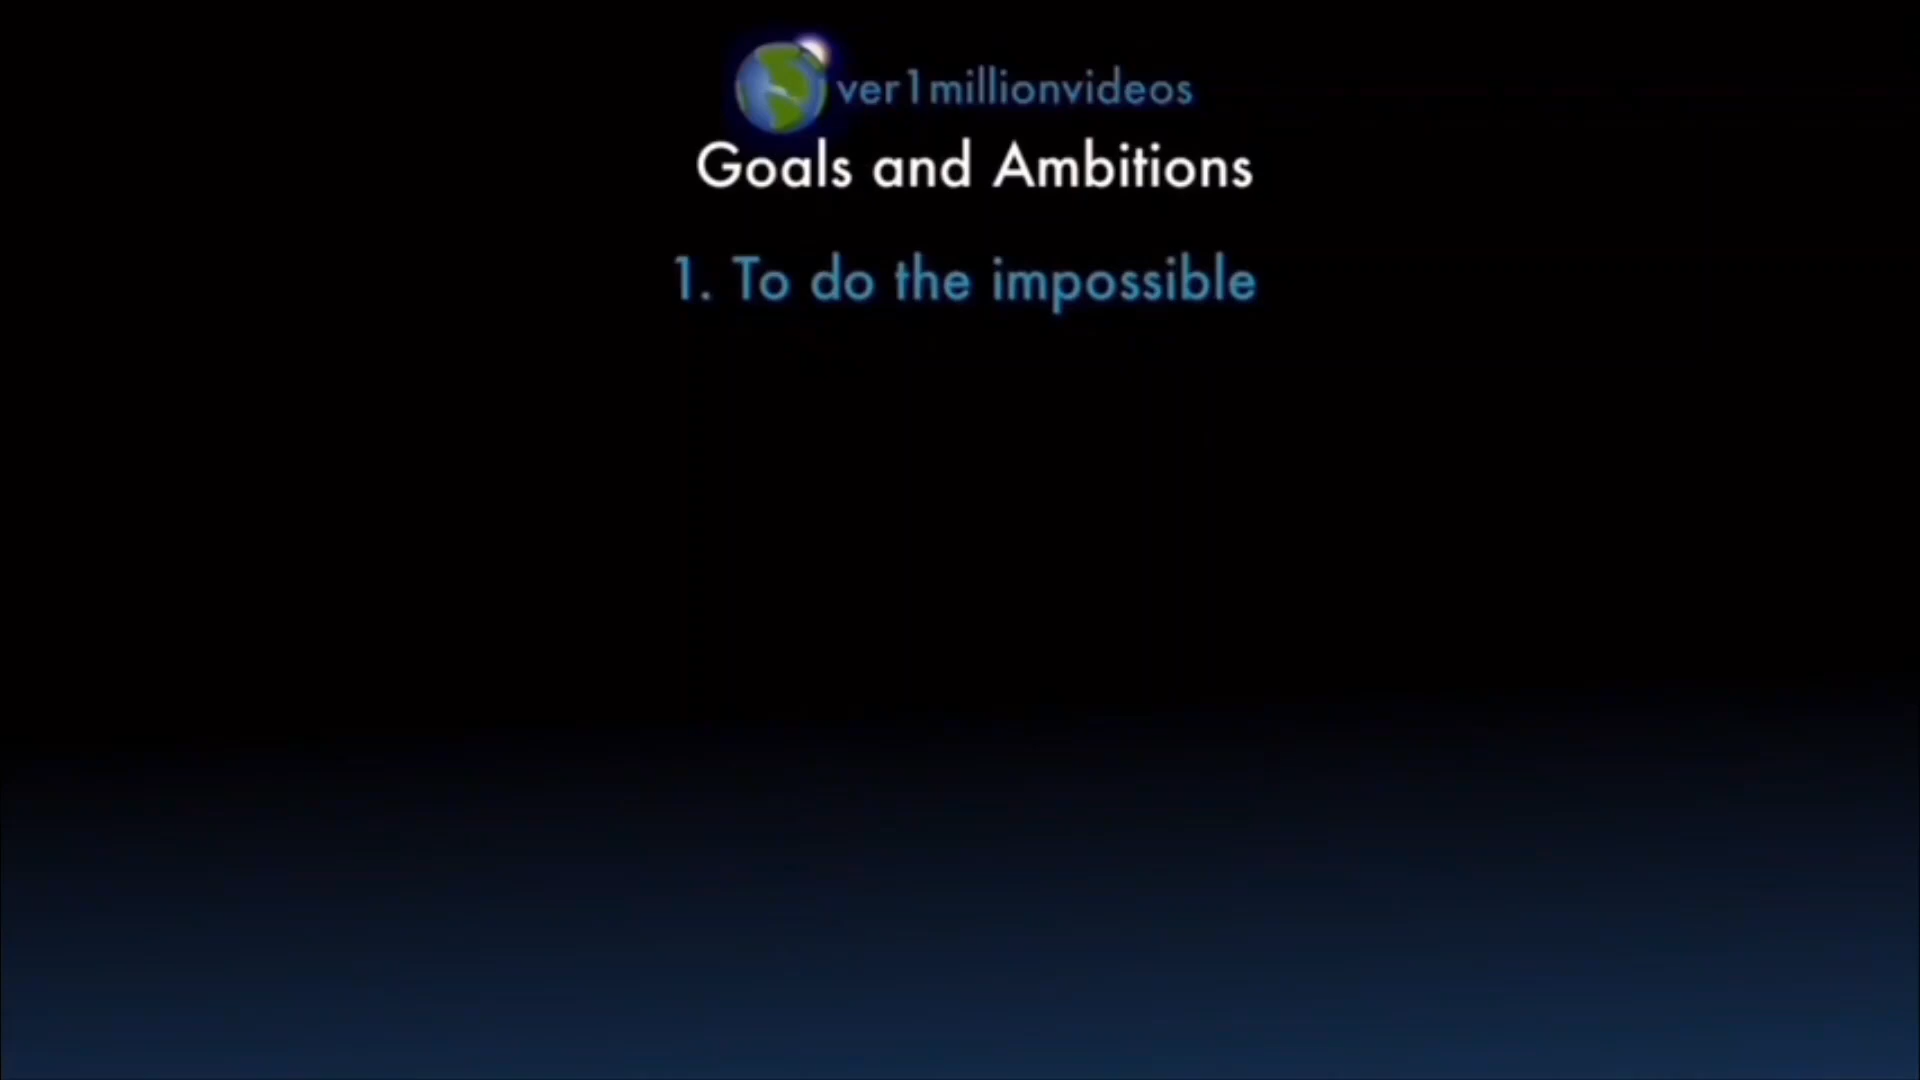 ver1millionvideos
Goals and Ambitions
1. To do the impossible